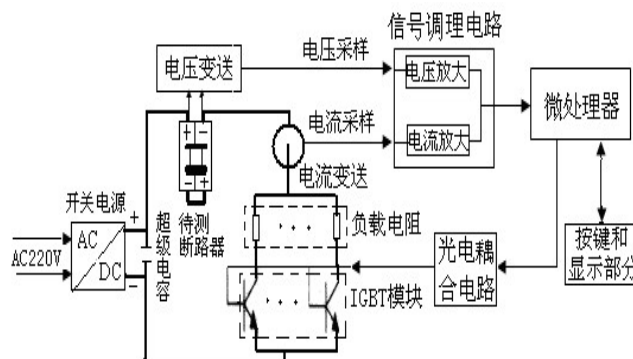 信号调理电路
电压变送
电压采样
电压放大
微处理器
+ -
电流采样
电流放大
电流变送
- +
开关电源
+
超级电容
待测
断路器
• • •
负载电阻
AC
AC220V
DC
-
光电耦
合电路
按键和
显示部分
• • •
IGBT模块